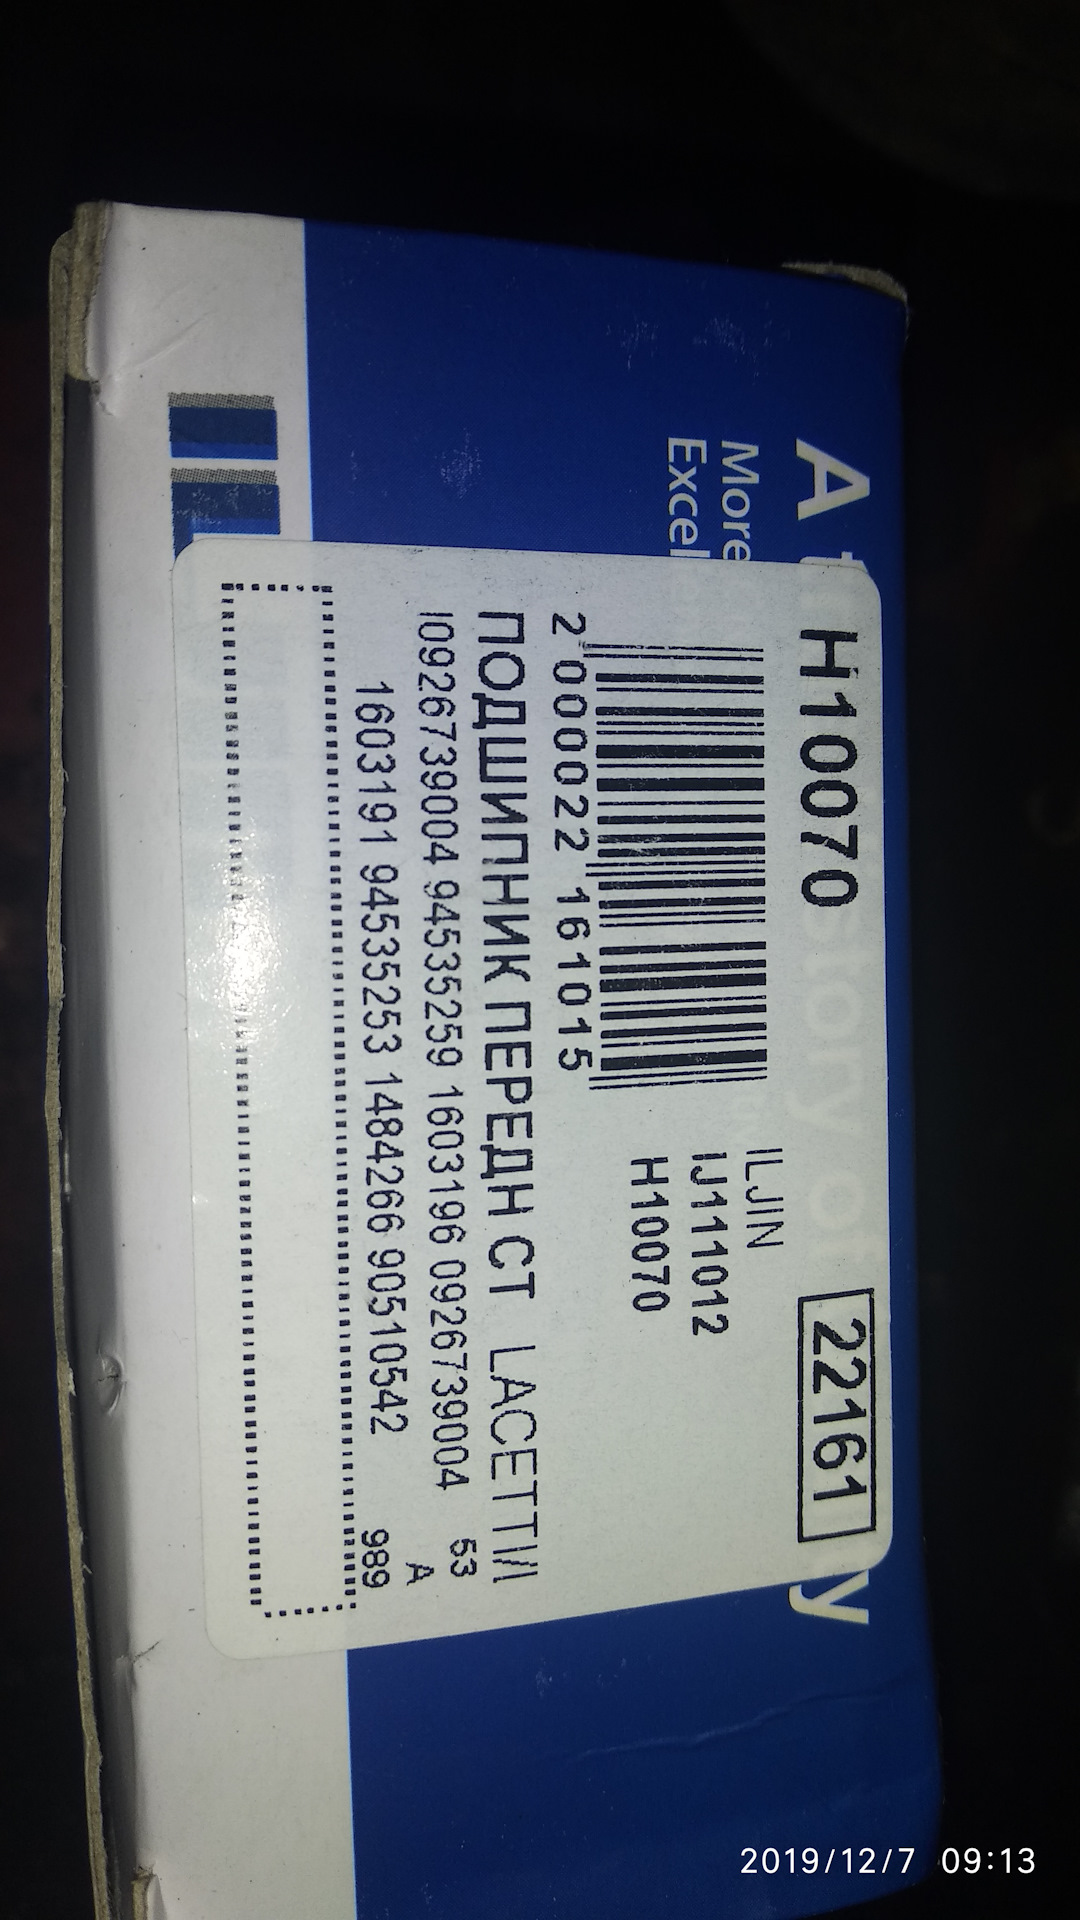 A t
y
More
Excel
H10070
22161
ILJIN
IJ111012
H10070
2 000022 161015
ПОДШИПНИК ПЕРЕДН СТ LACETTI/I
I0926739004 94535259 1603196 0926739004 53
A
1603191 94535253 1484266 90510542 989
IL
2019/12/7 09:13